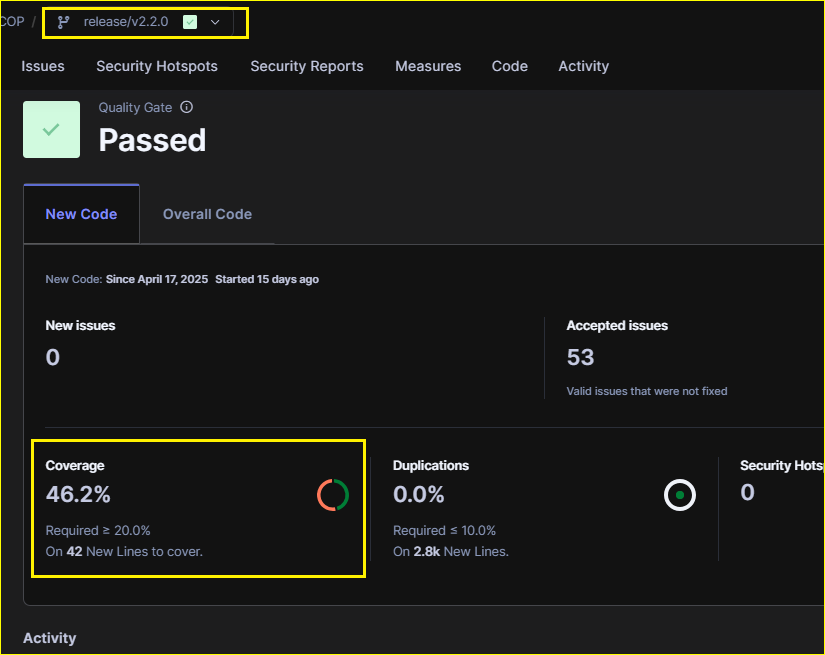 COP / release/v2.2.0
Issues Security Hotspots Security Reports Measures Code Activity
Quality Gate
Passed
New Code Overall Code
New Code: Since April 17, 2025 Started 15 days ago
New issues
0
Accepted issues
53
Valid issues that were not fixed
Coverage
46.2%
Required ≥ 20.0%
On 42 New Lines to cover.
Duplications
0.0%
Required ≤ 10.0%
On 2.8k New Lines.
Security Hots
0
Activity